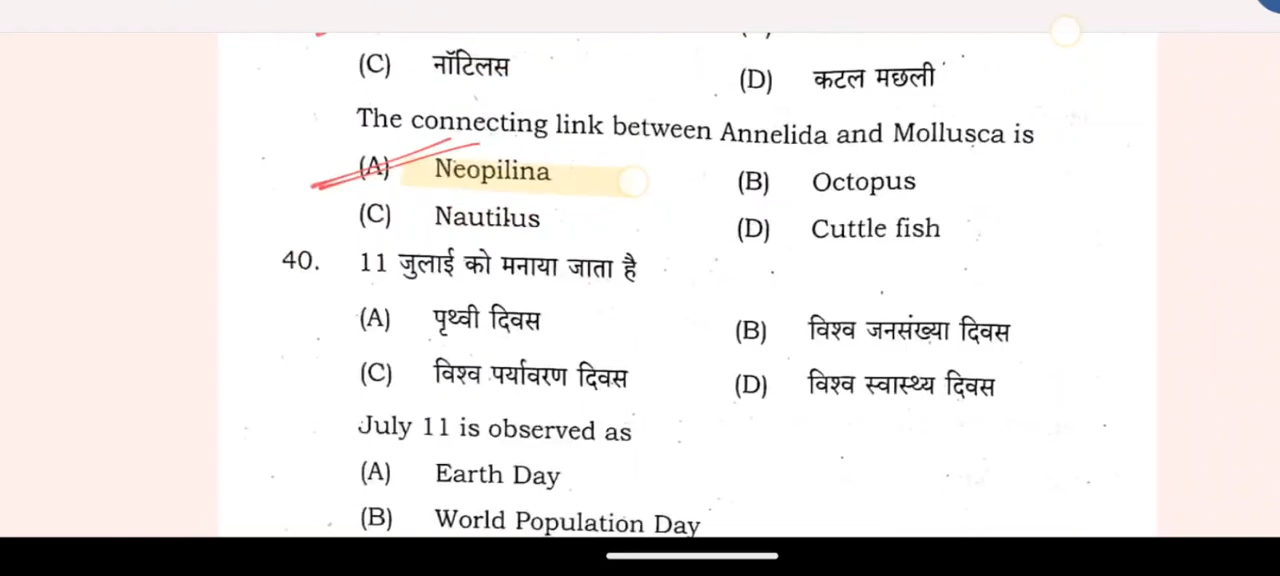 (C) नॉटिलस (D) कटल मछली
The connecting link between Annelida and Mollusca is
(A) Neopilina (B) Octopus
(C) Nautilus (D) Cuttle fish
40. 11 जुलाई को मनाया जाता है
(A) पृथ्वी दिवस (B) विश्व जनसंख्या दिवस
(C) विश्व पर्यावरण दिवस (D) विश्व स्वास्थ्य दिवस
July 11 is observed as
(A) Earth Day
(B) World Population Day